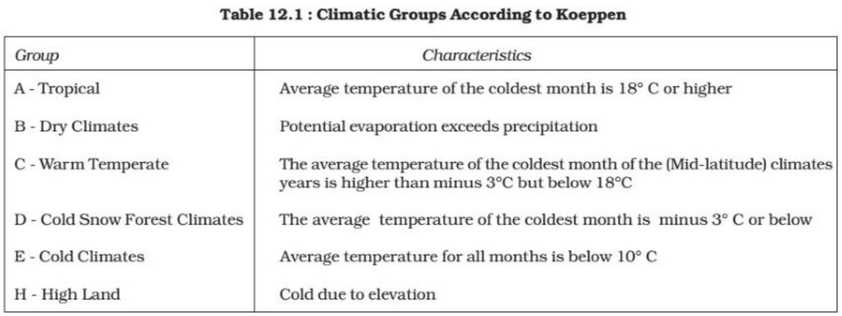 Table 12.1 : Climatic Groups According to Koeppen
Group Characteristics
A - Tropical Average temperature of the coldest month is 18° C or higher
B - Dry Climates Potential evaporation exceeds precipitation
C - Warm Temperate The average temperature of the coldest month of the (Mid-latitude) climates
years is higher than minus 3°C but below 18°C
D - Cold Snow Forest Climates The average temperature of the coldest month is minus 3° C or below
E - Cold Climates Average temperature for all months is below 10° C
H - High Land Cold due to elevation